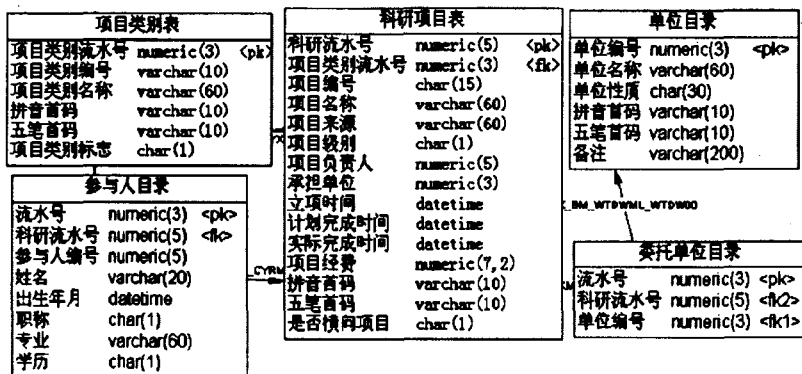 项目类别表
项目类别流水号 numeric(3) <pk>
项目类别编号 varchar(10)
项目类别名称 varchar(60)
拼音首码 varchar(10)
五笔首码 varchar(10)
项目类别标志 char(1)
科研项目表
科研流水号 numeric(5) <pk>
项目类别流水号 numeric(3) <fk>
项目编号 char(15)
项目名称 varchar(60)
项目来源 varchar(60)
项目级别 char(1)
项目负责人 numeric(5)
承担单位 numeric(3)
立项时间 datetime
计划完成时间 datetime
实际完成时间 datetime
项目经费 numeric(7,2)
拼音首码 varchar(10)
五笔首码 varchar(10)
是否横向项目 char(1)
单位目录
单位编号 numeric(3) <pk>
单位名称 varchar(60)
单位性质 char(30)
拼音首码 varchar(10)
五笔首码 varchar(10)
备注 varchar(200)
参与人目录
流水号 numeric(3) <pk>
科研流水号 numeric(5) <fk>
参与人编号 numeric(5)
姓名 varchar(20)
出生年月 datetime
职称 char(1)
专业 varchar(60)
学历 char(1)
_CYRM
_BM_WTDWML_WTDW00
委托单位目录
流水号 numeric(3) <pk>
科研流水号 numeric(5) <fk2>
单位编号 numeric(3) <fk1>